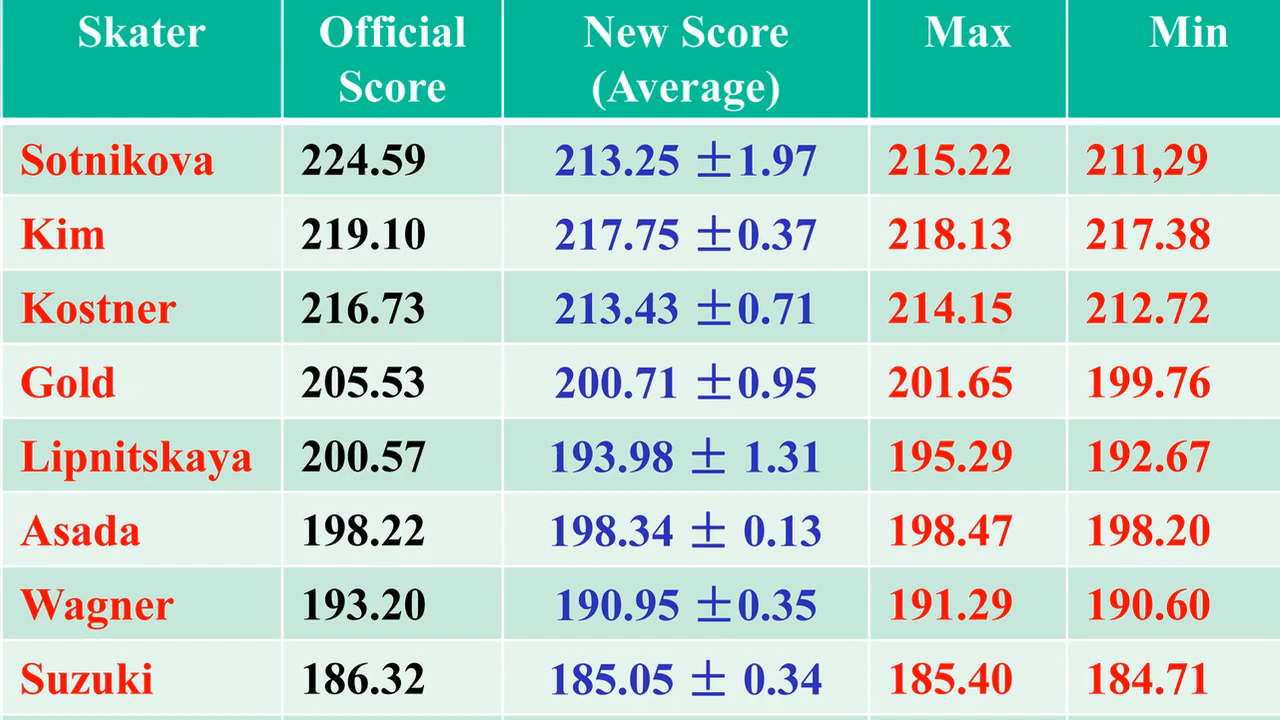 Skater Official Score New Score (Average) Max Min
Sotnikova 224.59 213.25 ±1.97 215.22 211,29
Kim 219.10 217.75 ±0.37 218.13 217.38
Kostner 216.73 213.43 ±0.71 214.15 212.72
Gold 205.53 200.71 ±0.95 201.65 199.76
Lipnitskaya 200.57 193.98 ± 1.31 195.29 192.67
Asada 198.22 198.34 ± 0.13 198.47 198.20
Wagner 193.20 190.95 ±0.35 191.29 190.60
Suzuki 186.32 185.05 ± 0.34 185.40 184.71